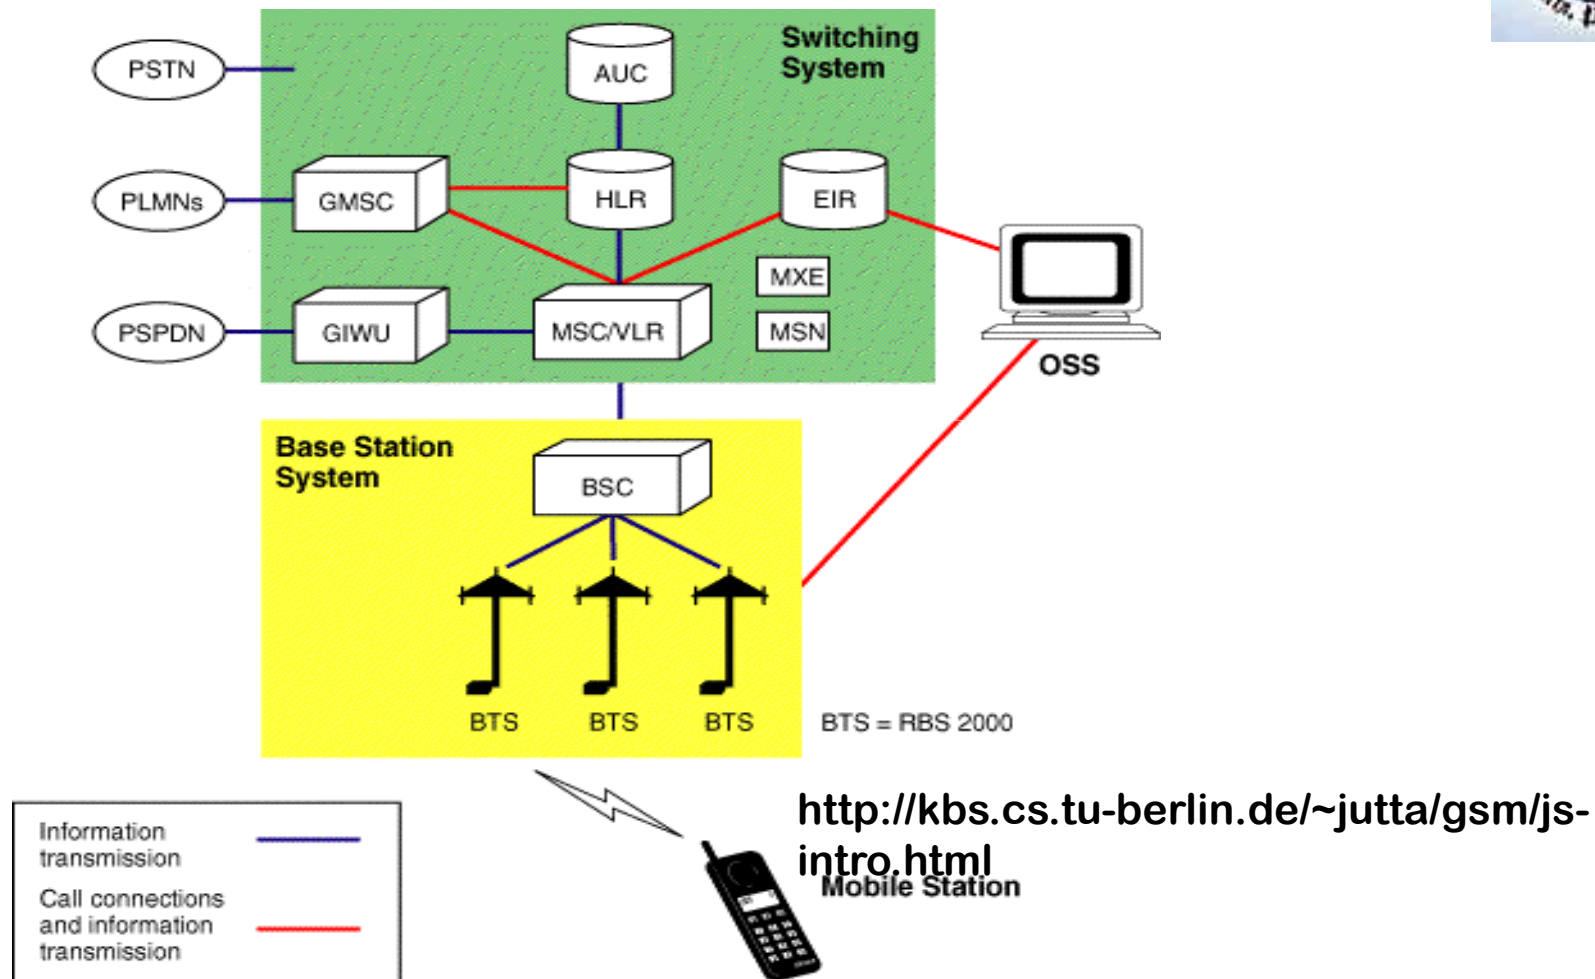 Switching
System
PSTN
AUC
PLMNs
GMSC
HLR
EIR
MXE
PSPDN
GIWU
MSC/VLR
MSN
OSS
Base Station
System
BSC
BTS
BTS
BTS
BTS = RBS 2000
http://kbs.cs.tu-berlin.de/~jutta/gsm/js-
intro.html
Mobile Station
Information
transmission
Call connections
and information
transmission